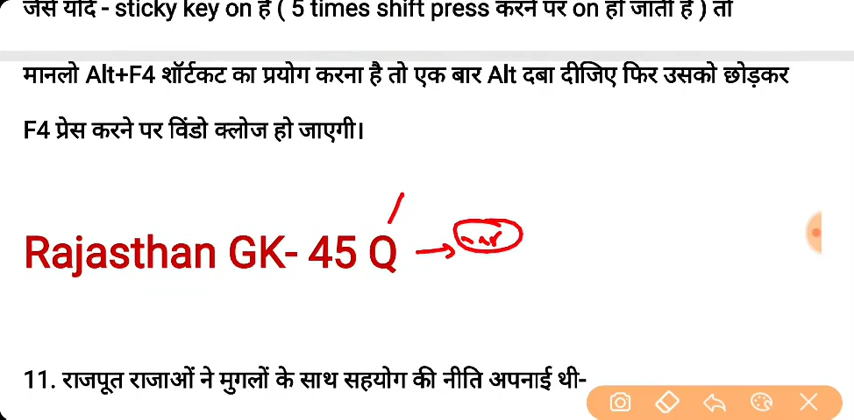 जैसे यदि - sticky key on है ( 5 times shift press करने पर on हो जाती है ) तो
मानलो Alt+F4 शॉर्टकट का प्रयोग करना है तो एक बार Alt दबा दीजिए फिर उसको छोड़कर
F4 प्रेस करने पर विंडो क्लोज हो जाएगी।
Rajasthan GK- 45 Q
11. राजपूत राजाओं ने मुगलों के साथ सहयोग की नीति अपनाई थी-